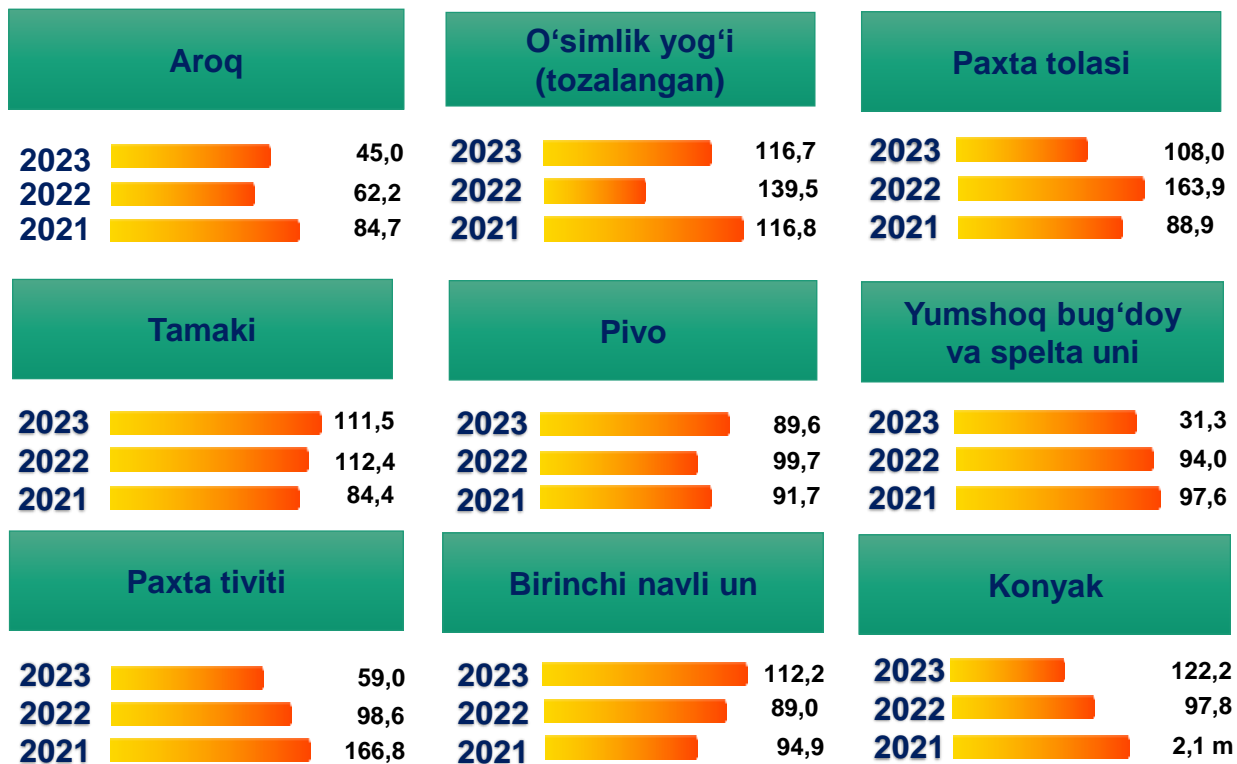 Aroq
2023 45,0
2022 62,2
2021 84,7
O‘simlik yog‘i
(tozalangan)
2023 116,7
2022 139,5
2021 116,8
Paxta tolasi
2023 108,0
2022 163,9
2021 88,9
Tamaki
2023 111,5
2022 112,4
2021 84,4
Pivo
2023 89,6
2022 99,7
2021 91,7
Yumshoq bug‘doy
va spelta uni
2023 31,3
2022 94,0
2021 97,6
Paxta tiviti
2023 59,0
2022 98,6
2021 166,8
Birinchi navli un
2023 112,2
2022 89,0
2021 94,9
Konyak
2023 122,2
2022 97,8
2021 2,1 m